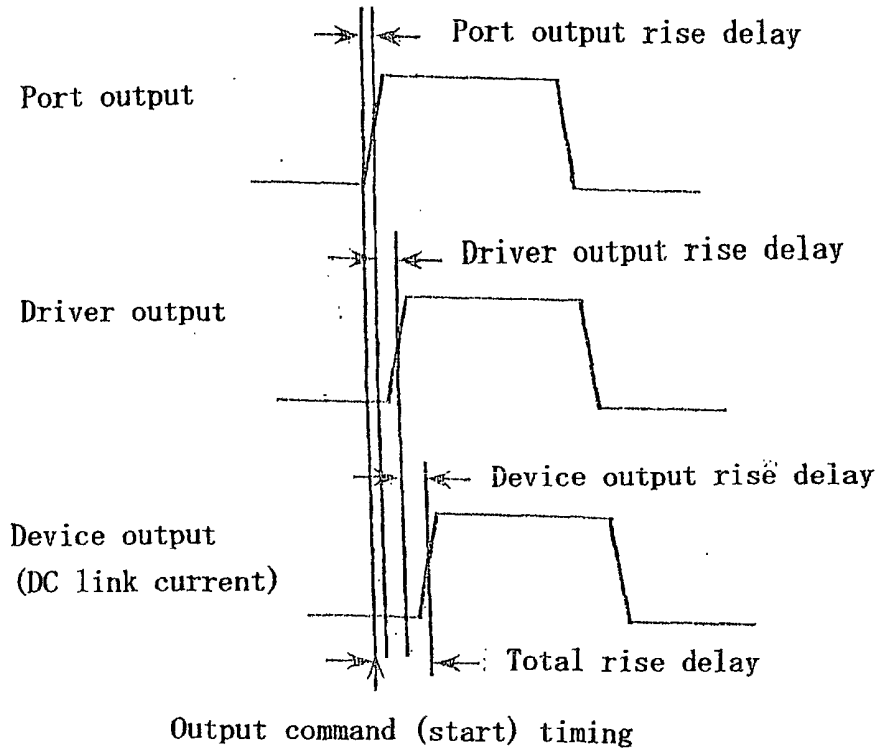 Port output rise delay
Port output
Driver output rise delay
Driver output
Device output rise delay
Device output
(DC link current)
Total rise delay
Output command (start) timing